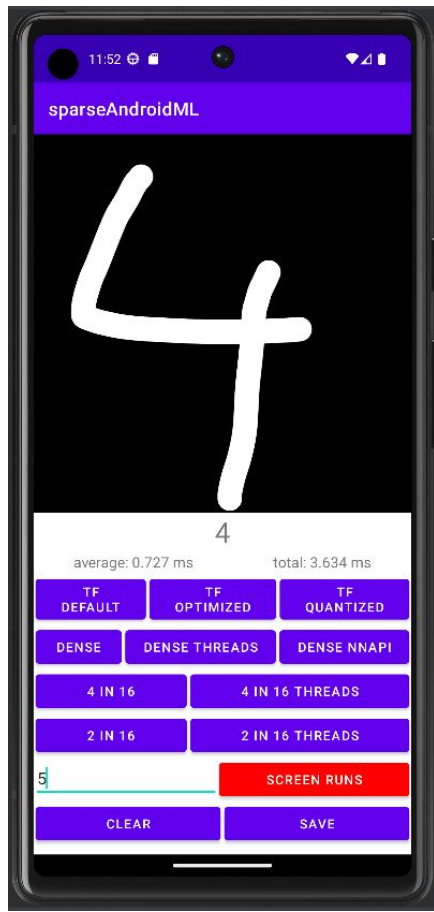 11:52
sparseAndroidML
4
4
average: 0.727 ms total: 3.634 ms
TF DEFAULT TF OPTIMIZED TF QUANTIZED
DENSE DENSE THREADS DENSE NNAPI
4 IN 16 4 IN 16 THREADS
2 IN 16 2 IN 16 THREADS
5 SCREEN RUNS
CLEAR SAVE